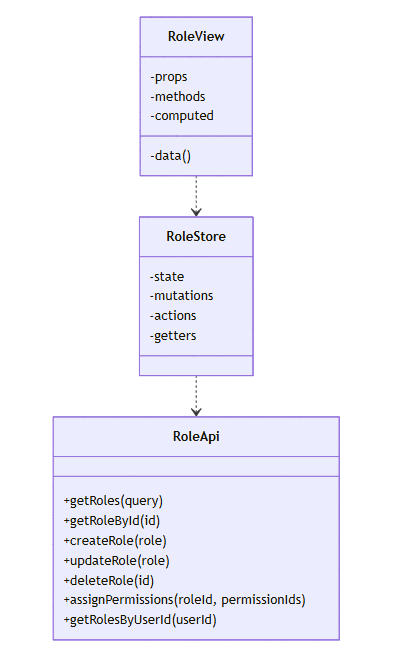 RoleView
-props
-methods
-computed
-data()
RoleStore
-state
-mutations
-actions
-getters
RoleApi
+getRoles(query)
+getRoleById(id)
+createRole(role)
+updateRole(role)
+deleteRole(id)
+assignPermissions(roleId, permissionIds)
+getRolesByUserId(userId)